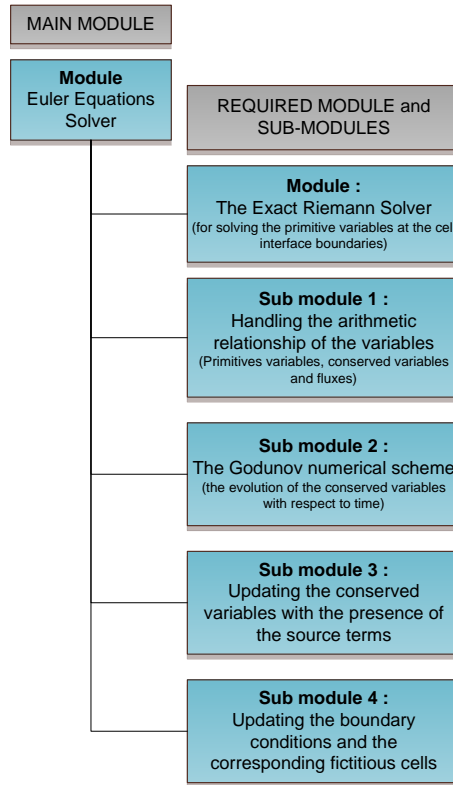 MAIN MODULE
Module
Euler Equations
Solver
REQUIRED MODULE and
SUB-MODULES
Module :
The Exact Riemann Solver
(for solving the primitive variables at the cel
interface boundaries)
Sub module 1 :
Handling the arithmetic
relationship of the variables
(Primitives variables, conserved variables
and fluxes)
Sub module 2 :
The Godunov numerical scheme
(the evolution of the conserved variables
with respect to time)
Sub module 3 :
Updating the conserved
variables with the presence of
the source terms
Sub module 4 :
Updating the boundary
conditions and the
corresponding fictitious cells